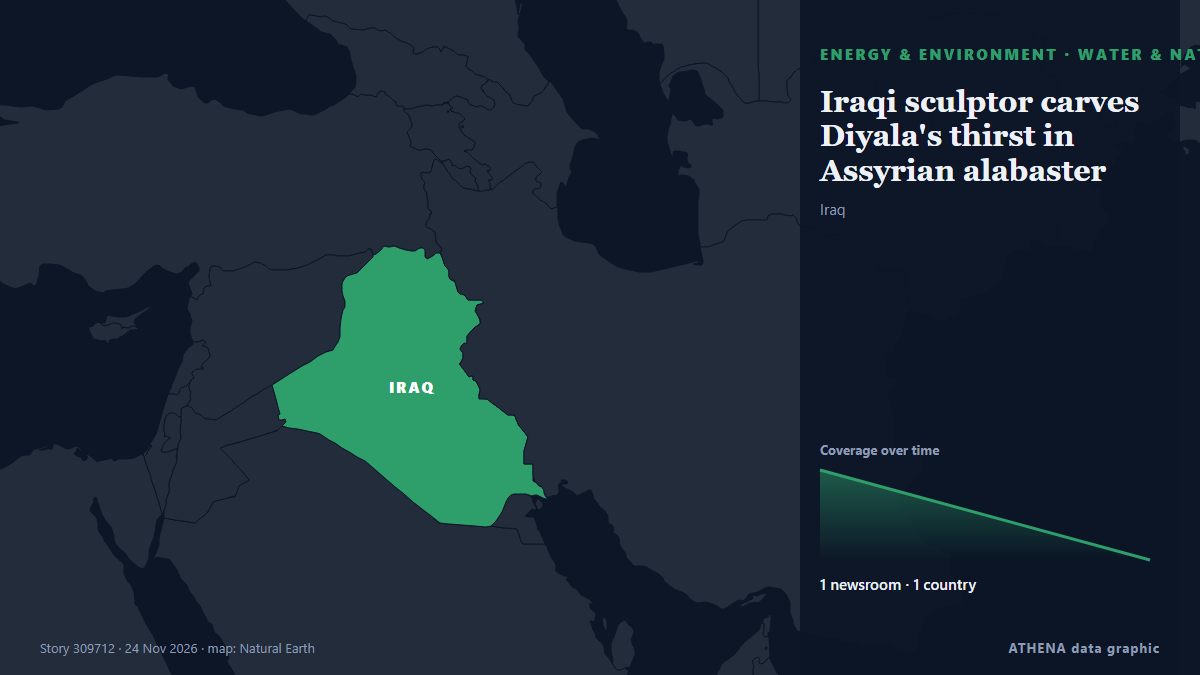 ENERGY & ENVIRONMENT · WATER &
Iraqi sculptor carves
Diyala's thirst in
Assyrian alabaster
Iraq
IRAQ
Coverage over time
1 newsroom · 1 country
Story 309712 · 24 Nov 2026 · map: Natural Earth
ATHENA data graphic